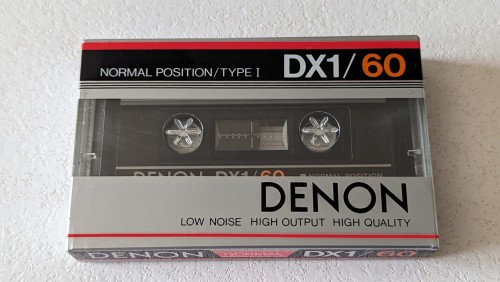 NORMAL POSITION/TYPE I DX1/60
DENON DX1/60 NORMAL POSITION
DENON
LOW NOISE HIGH OUTPUT HIGH QUALITY
DENON DX1/60